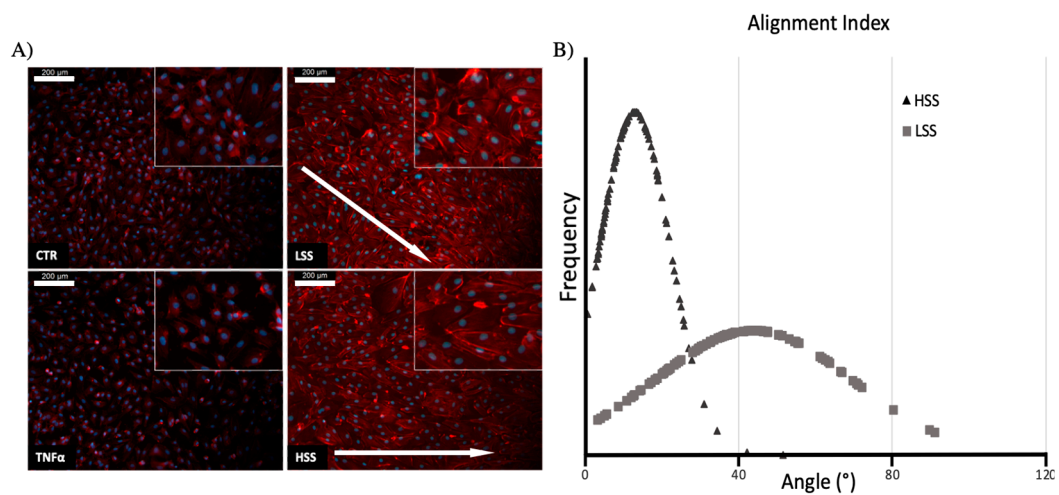 Alignment Index
A)
B)
200 µm
200 µm
CTR
LSS
200 µm
200 µm
TNFα
HSS
Frequency
HSS
LSS
0
40
80
120
Angle (°)